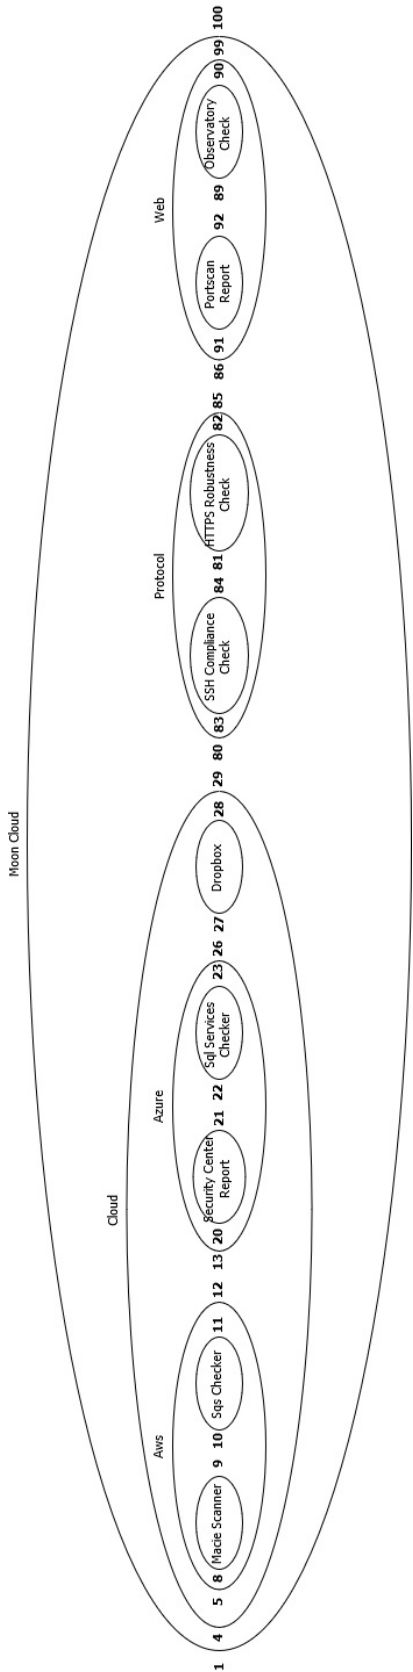 Moon Cloud
Cloud
Aws
Azure
Protocol
Web
1
4
5
8
Macie Scanner
9
10
Sqs Checker
11
12
13
20
Security Center
Report
21
22
Sql Services
Checker
23
26
27
Dropbox
28
29
80
83
SSH Compliance
Check
84
81
HTTPS Robustness
Check
82
85
86
91
Portscan
Report
92
89
Observatory
Check
90
99
100